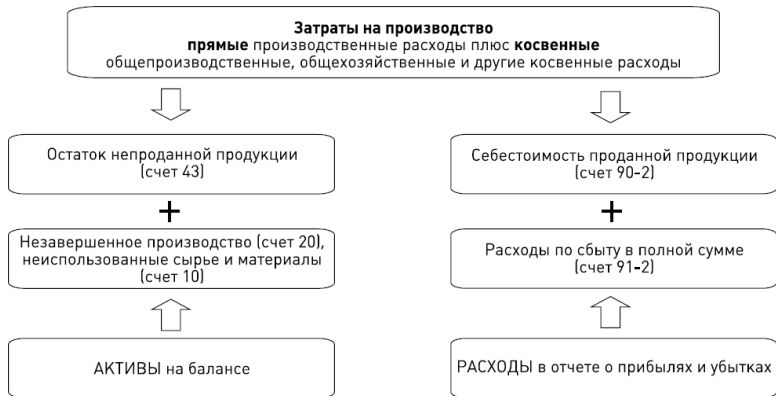 Затраты на производство
прямые производственные расходы плюс косвенные
общепроизводственные, общехозяйственные и другие косвенные расходы
Остаток непроданной продукции
(счет 43)
Себестоимость проданной продукции
(счет 90-2)
+
+
Незавершенное производство (счет 20),
неиспользованные сырье и материалы
(счет 10)
Расходы по сбыту в полной сумме
(счет 91-2)
АКТИВЫ на балансе
РАСХОДЫ в отчете о прибылях и убытках